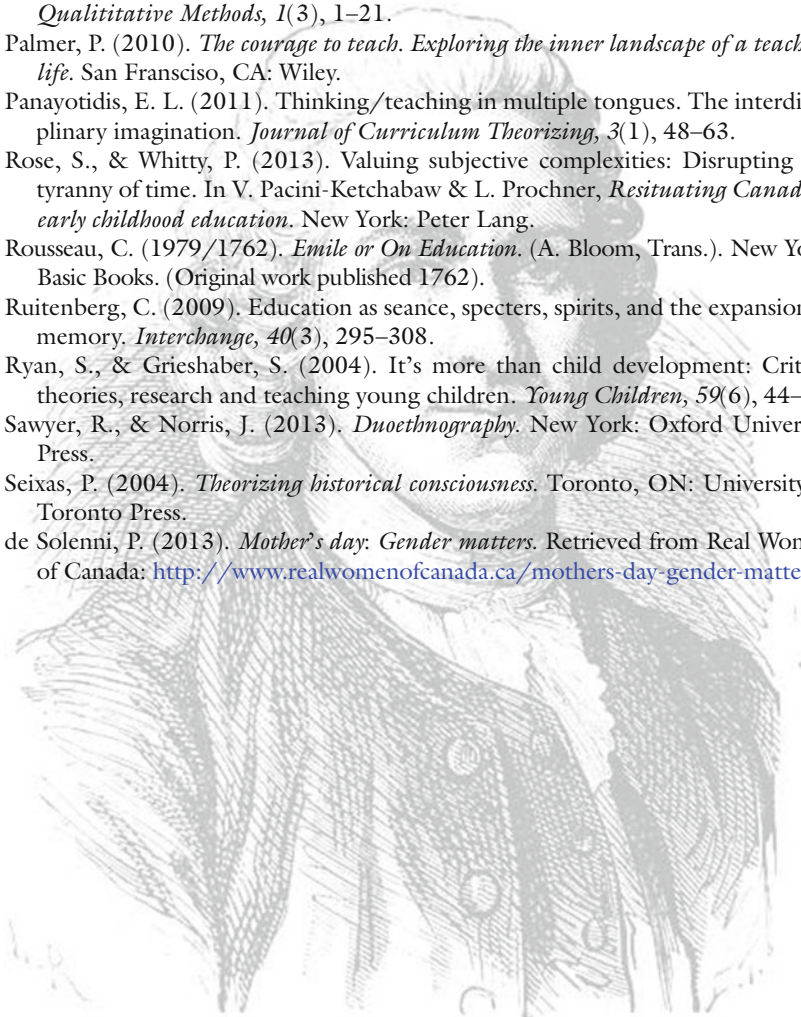 Qualititative Methods, 1(3), 1–21.
Palmer, P. (2010). The courage to teach. Exploring the inner landscape of a teach
life. San Fransciso, CA: Wiley.
Panayotidis, E. L. (2011). Thinking/teaching in multiple tongues. The interdi
plinary imagination. Journal of Curriculum Theorizing, 3(1), 48–63.
Rose, S., & Whitty, P. (2013). Valuing subjective complexities: Disrupting
tyranny of time. In V. Pacini-Ketchabaw & L. Prochner, Resituating Canad
early childhood education. New York: Peter Lang.
Rousseau, C. (1979/1762). Emile or On Education. (A. Bloom, Trans.). New Yo
Basic Books. (Original work published 1762).
Ruitenberg, C. (2009). Education as seance, specters, spirits, and the expansion
memory. Interchange, 40(3), 295–308.
Ryan, S., & Grieshaber, S. (2004). It’s more than child development: Crit
theories, research and teaching young children. Young Children, 59(6), 44–
Sawyer, R., & Norris, J. (2013). Duoethnography. New York: Oxford Univer
Press.
Seixas, P. (2004). Theorizing historical consciousness. Toronto, ON: University
Toronto Press.
de Solenni, P. (2013). Mother’s day: Gender matters. Retrieved from Real Wom
of Canada: http://www.realwomenofcanada.ca/mothers-day-gender-matte